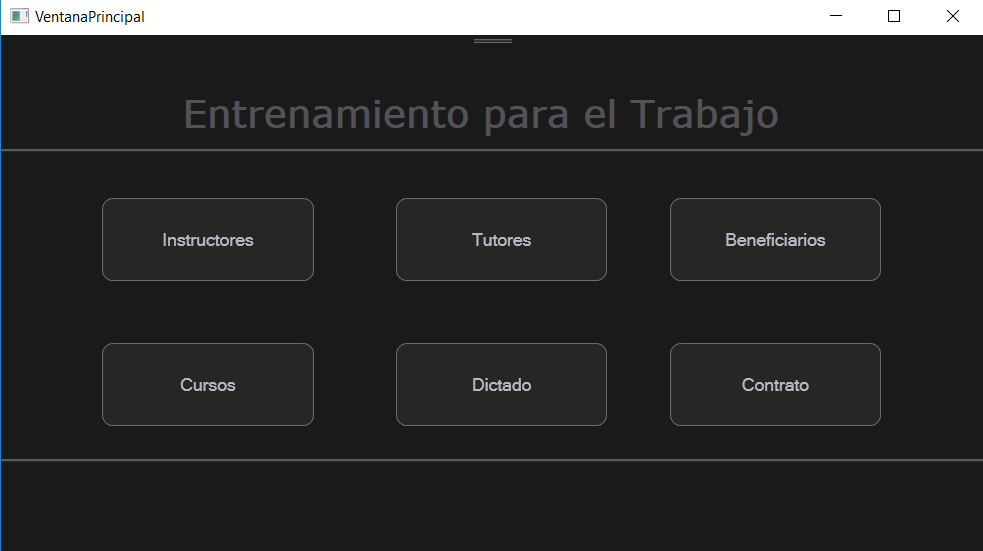 VentanaPrincipal
Entrenamiento para el Trabajo
Instructores Tutores Beneficiarios
Cursos Dictado Contrato